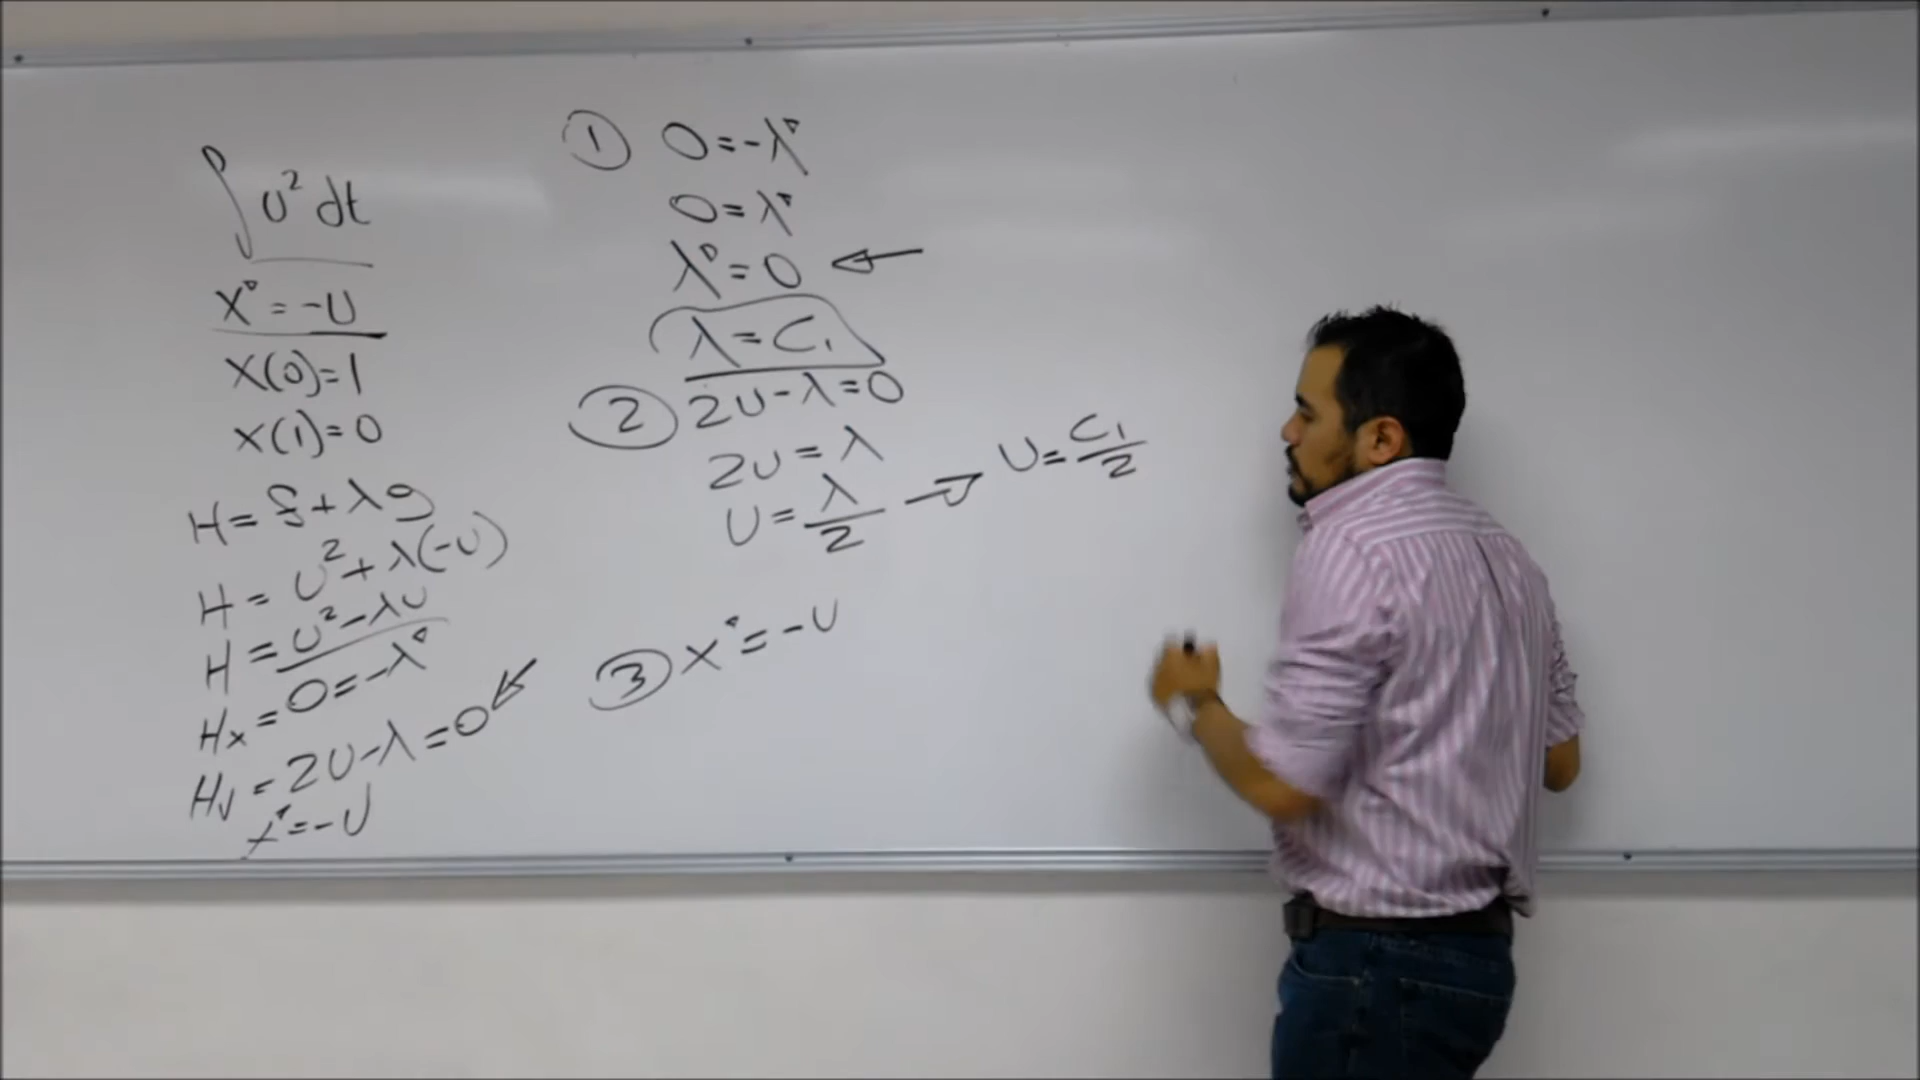 ∫ U² dt
X° = -U
X(0)=1
X(1)=0
H = f + λg
H = U² + λ(-U)
H = U² - λU
Hx = 0 = -λ°
HU = 2U - λ = 0
X° = -U
① 0 = -λ°
0 = λ°
λ° = 0 ←
λ = C₁
② 2U - λ = 0
2U = λ
U = λ/2 → U = C₁/2
③ X° = -U